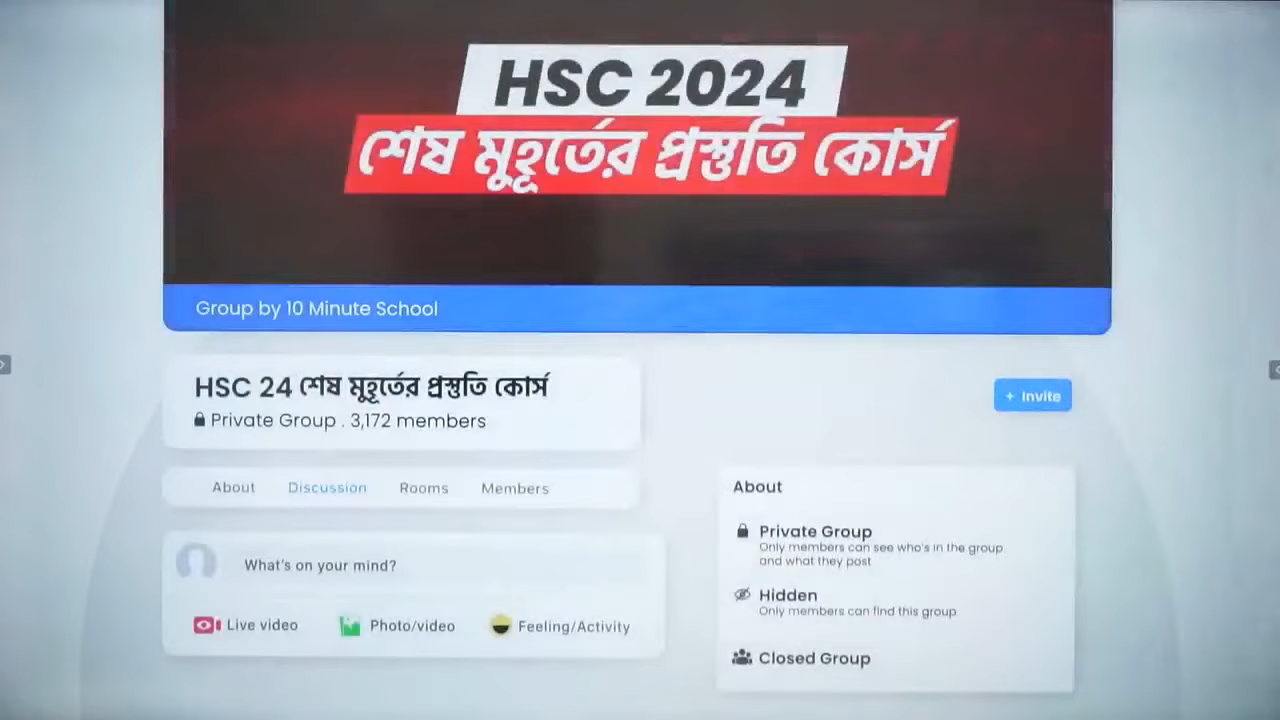 HSC 2024
শেষ মুহূর্তের প্রস্তুতি কোর্স
Group by 10 Minute School
HSC 24 শেষ মুহূর্তের প্রস্তুতি কোর্স
Private Group . 3,172 members
+ Invite
About Discussion Rooms Members
What's on your mind?
Live video Photo/video Feeling/Activity
About
Private Group
Only members can see who's in the group
and what they post
Hidden
Only members can find this group
Closed Group